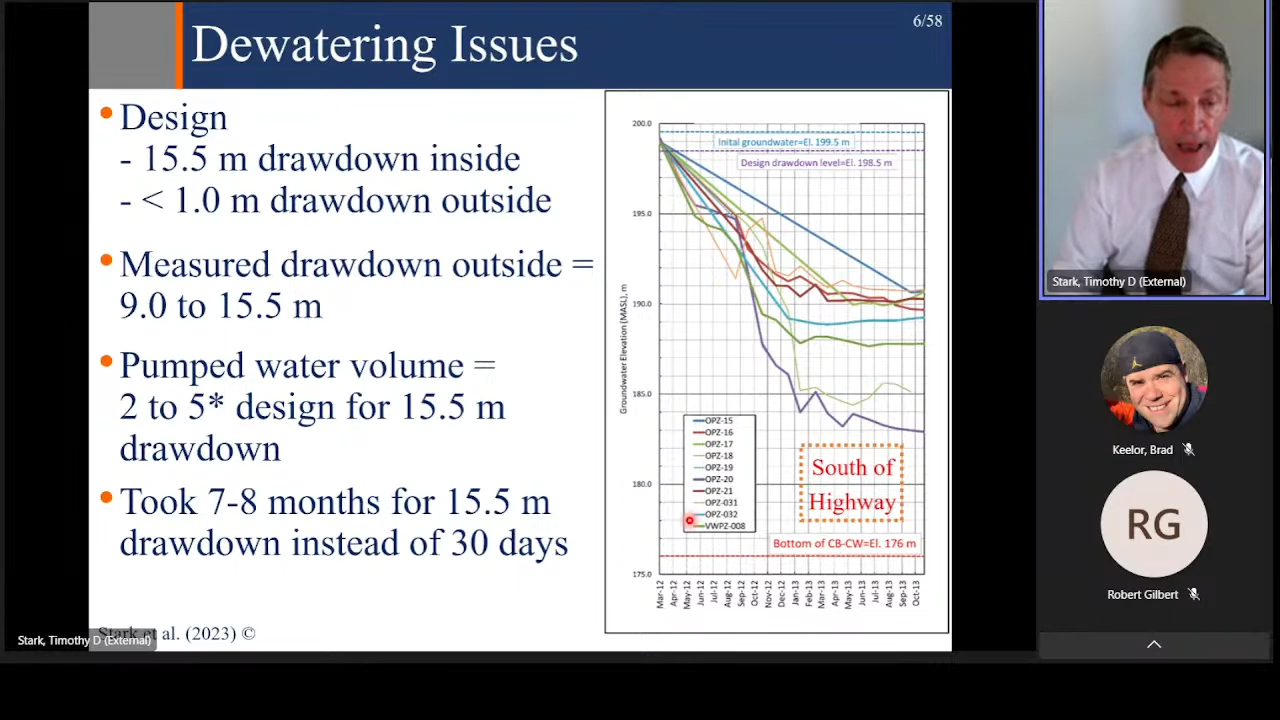 Dewatering Issues
6/58
•Design
- 15.5 m drawdown inside
- < 1.0 m drawdown outside
•Measured drawdown outside =
9.0 to 15.5 m
•Pumped water volume =
2 to 5* design for 15.5 m
drawdown
•Took 7-8 months for 15.5 m
drawdown instead of 30 days
al. (2023) ©
Stark, Timothy D (External)
Groundwater Elevation (MASL), m
200.0
195.0
190.0
185.0
180.0
175.0
Inital groundwater=El. 199.5 m
Design drawdown level=El. 198.5 m
OPZ-15
OPZ-16
OPZ-17
OPZ-18
OPZ-19
OPZ-20
OPZ-21
OPZ-031
OPZ-032
VWPZ-008
South of
Highway
Bottom of CB-CW=El. 176 m
Mar-12
Apr-12
May-12
Jun-12
Jul-12
Aug-12
Sep-12
Oct-12
Nov-12
Dec-12
Jan-13
Feb-13
Mar-13
Apr-13
May-13
Jun-13
Jul-13
Aug-13
Sep-13
Oct-13
Stark, Timothy D (External)
Keelor, Brad
RG
Robert Gilbert